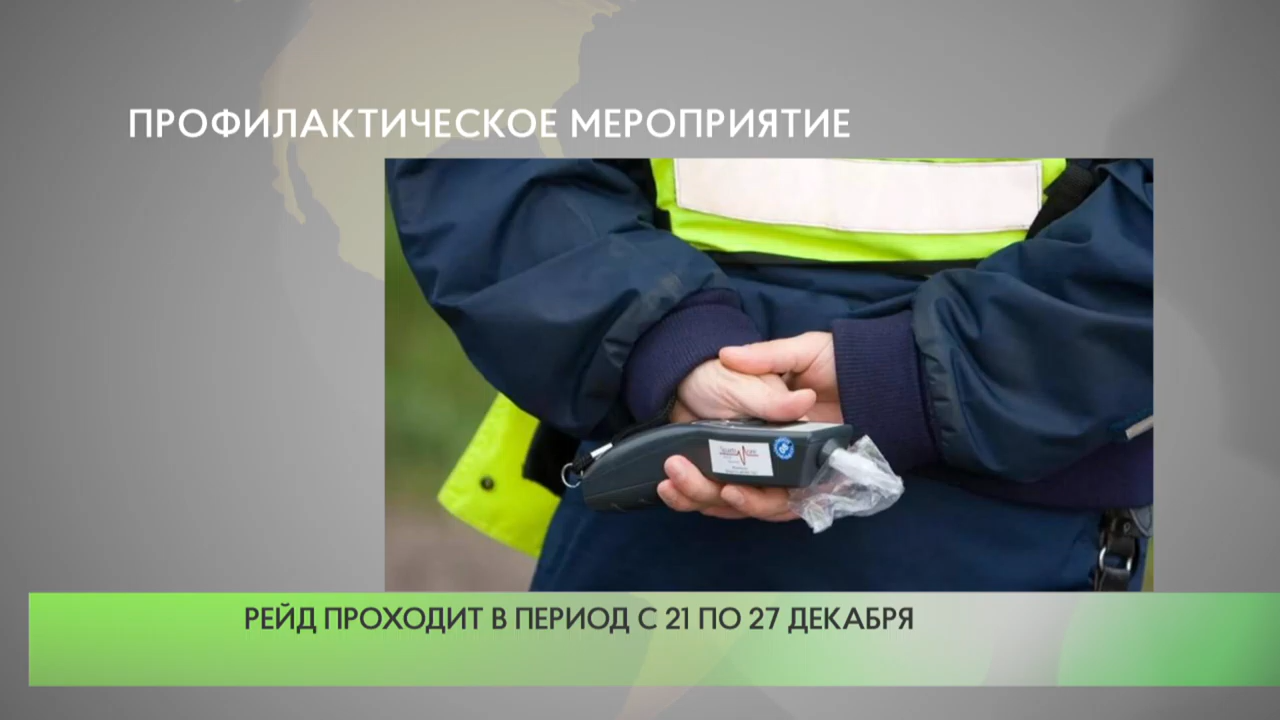 ПРОФИЛАКТИЧЕСКОЕ МЕРОПРИЯТИЕ
РЕЙД ПРОХОДИТ В ПЕРИОД С 21 ПО 27 ДЕКАБРЯ